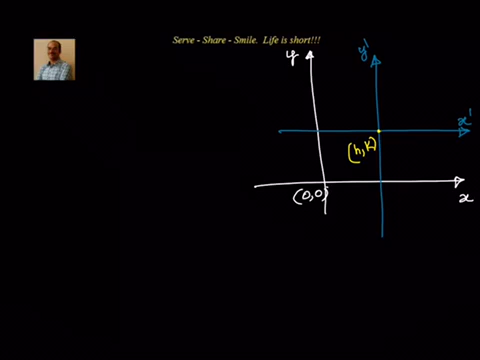 Serve - Share - Smile. Life is short!!!
y
y'
x'
(h,k)
(0,0)
x